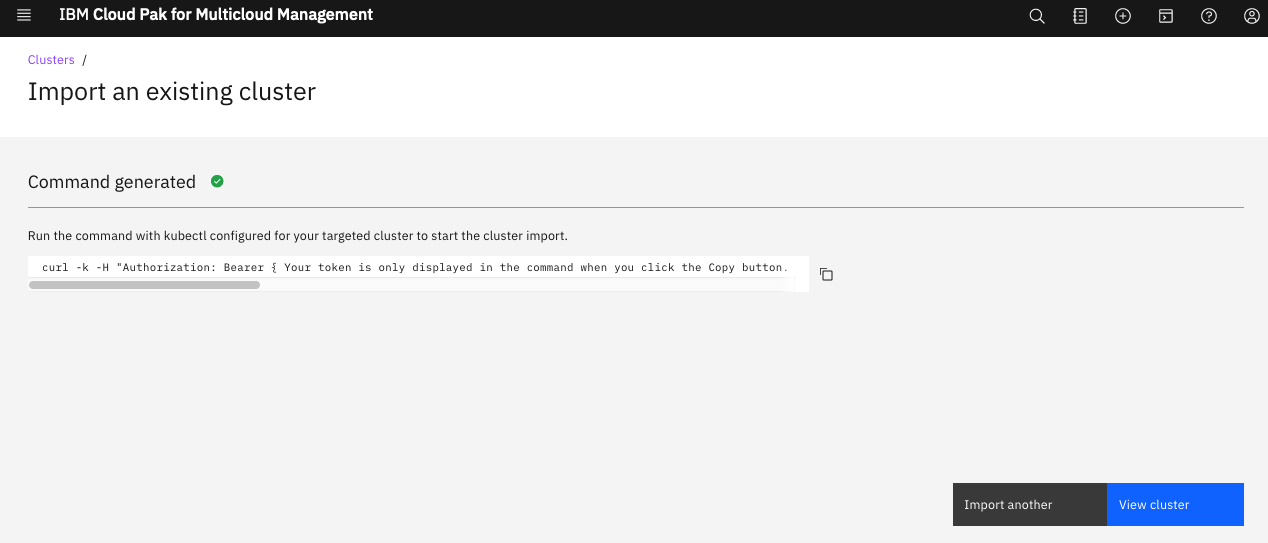 IBM Cloud Pak for Multicloud Management
Clusters /
Import an existing cluster
Command generated
Run the command with kubectl configured for your targeted cluster to start the cluster import.
curl -k -H "Authorization: Bearer { Your token is only displayed in the command when you click the Copy button.
Import another
View cluster